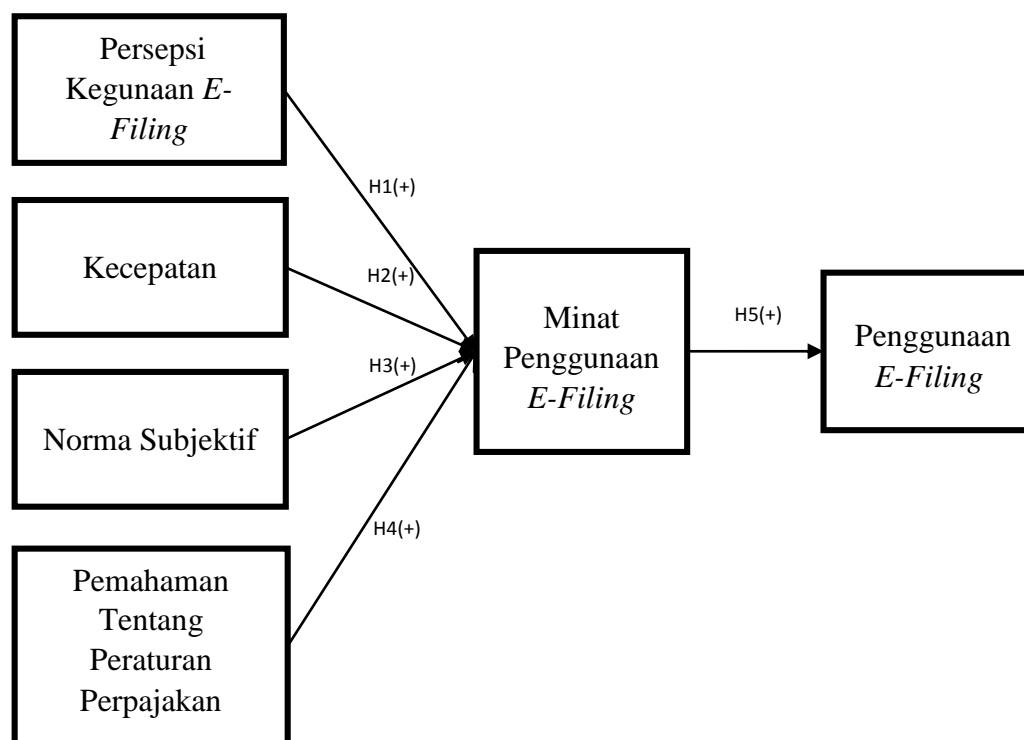 Persepsi
Kegunaan E-
Filing
H1(+)
Kecepatan
H2(+)
Minat
Penggunaan
E-Filing
H5(+)
Penggunaan
E-Filing
H3(+)
Norma Subjektif
H4(+)
Pemahaman
Tentang
Peraturan
Perpajakan